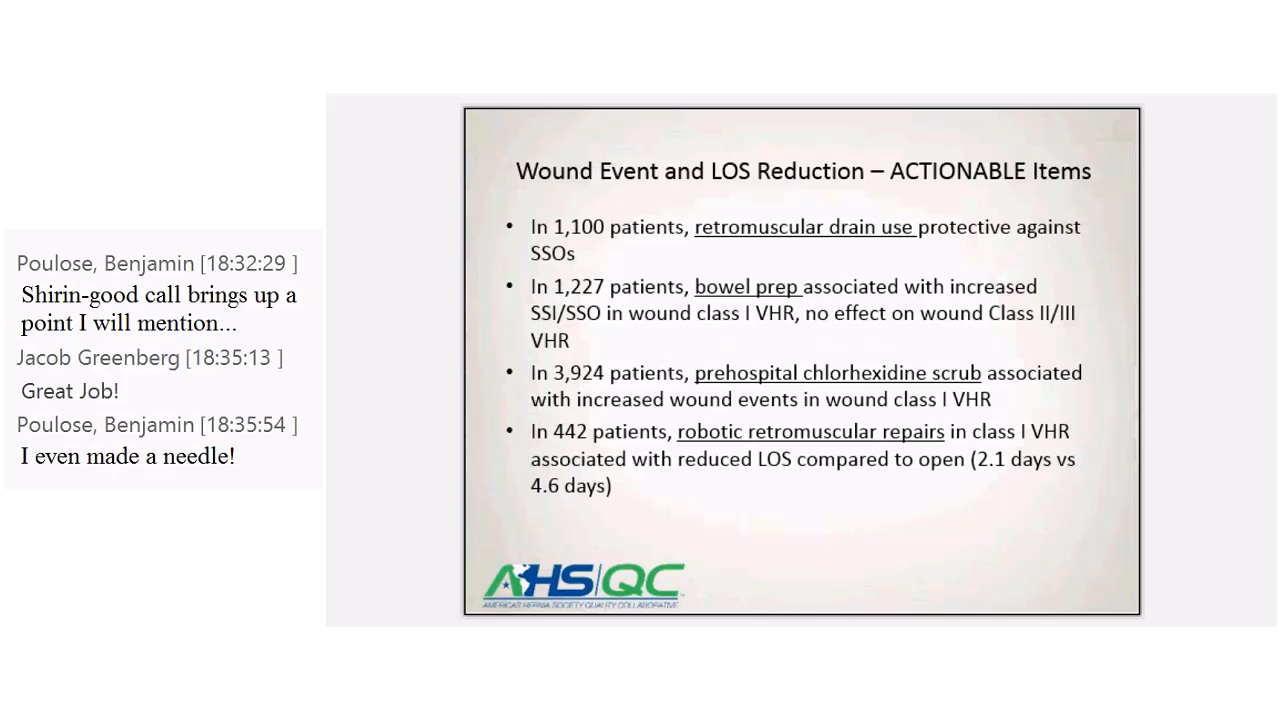 Poulose, Benjamin [18:32:29 ]
Shirin-good call brings up a
point I will mention...
Jacob Greenberg [18:35:13 ]
Great Job!
Poulose, Benjamin [18:35:54 ]
I even made a needle!
Wound Event and LOS Reduction – ACTIONABLE Items
• In 1,100 patients, retromuscular drain use protective against
SSOs
• In 1,227 patients, bowel prep associated with increased
SSI/SSO in wound class I VHR, no effect on wound Class II/III
VHR
• In 3,924 patients, prehospital chlorhexidine scrub associated
with increased wound events in wound class I VHR
• In 442 patients, robotic retromuscular repairs in class I VHR
associated with reduced LOS compared to open (2.1 days vs
4.6 days)
AHS|QC
AMERICAS HERNIA SOCIETY QUALITY COLLABORATIVE